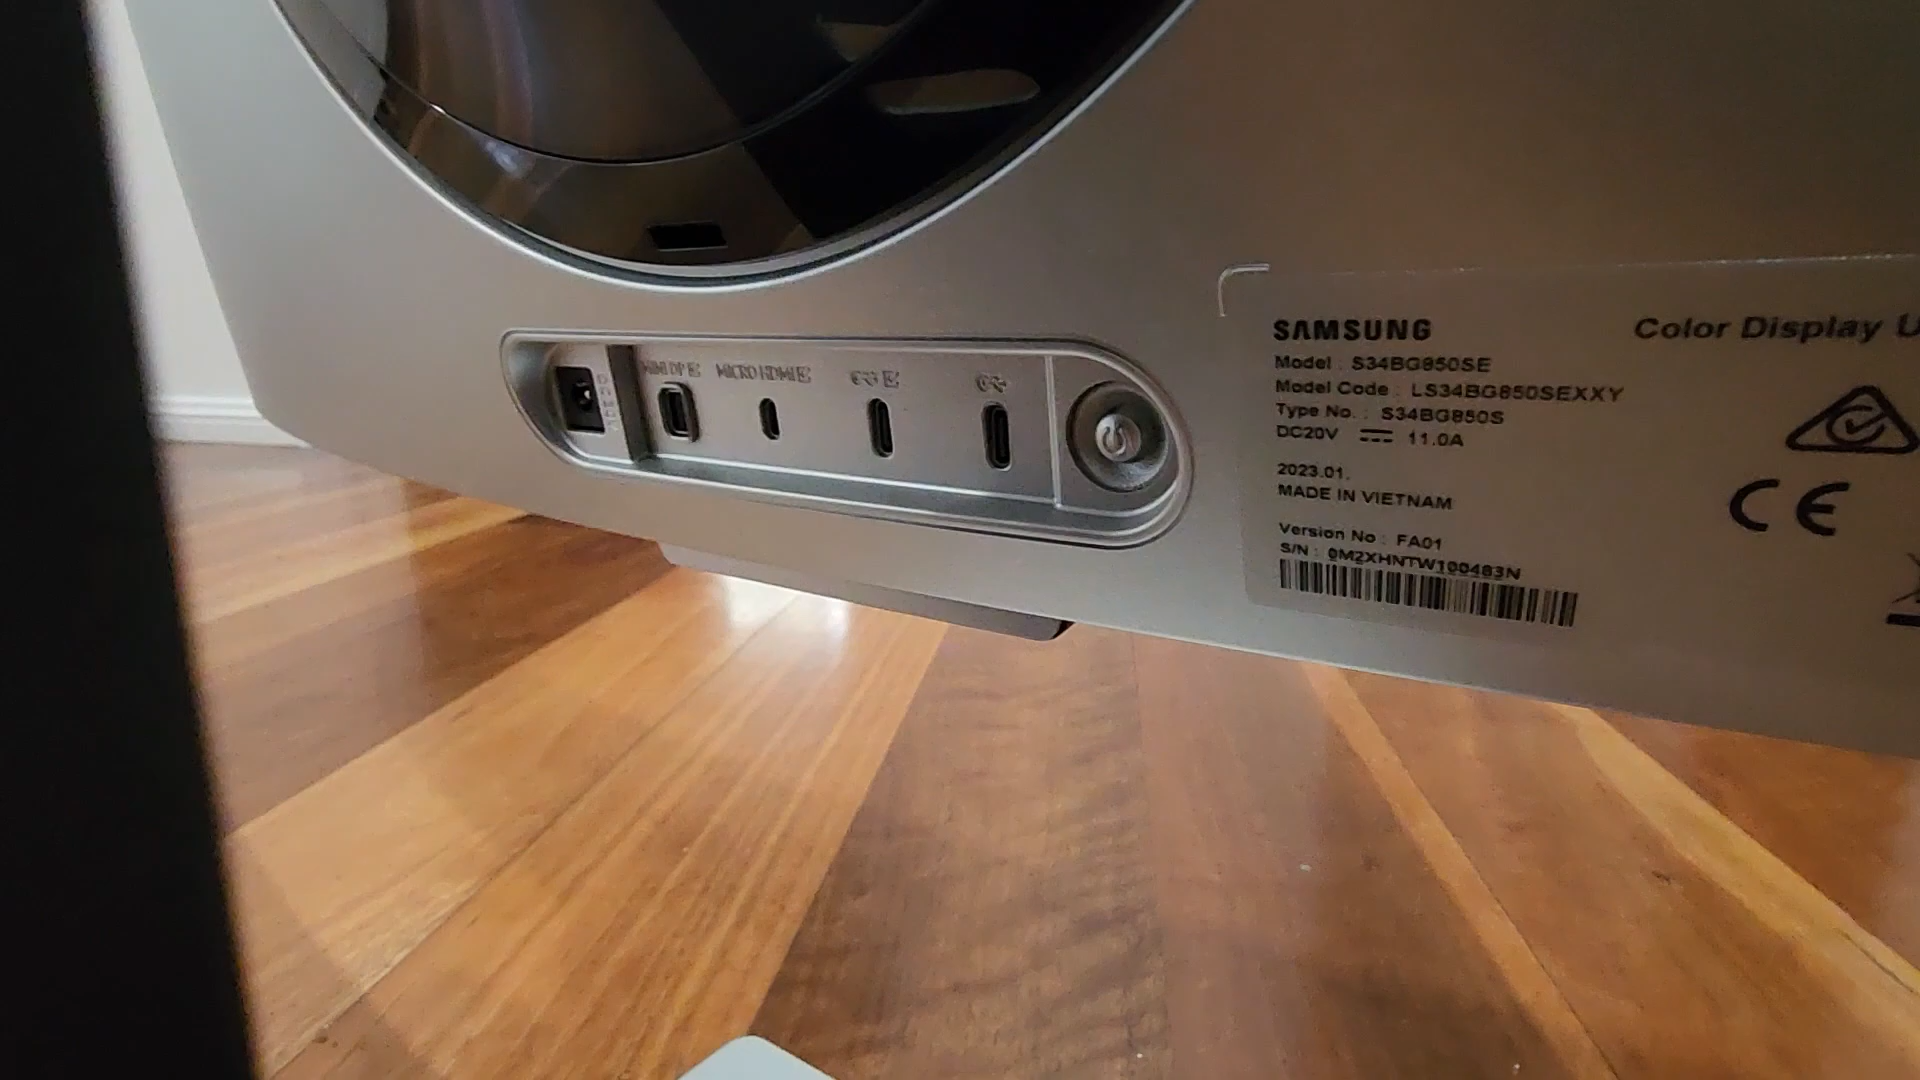 MINI DP
MICRO HDMI
SAMSUNG
Color Display U
Model : S34BG850SE
Model Code : LS34BG850SEXXY
Type No. : S34BG850S
DC20V 11.0A
2023.01.
MADE IN VIETNAM
Version No : FA01
S/N : 0M2XHNTW100483N
CE